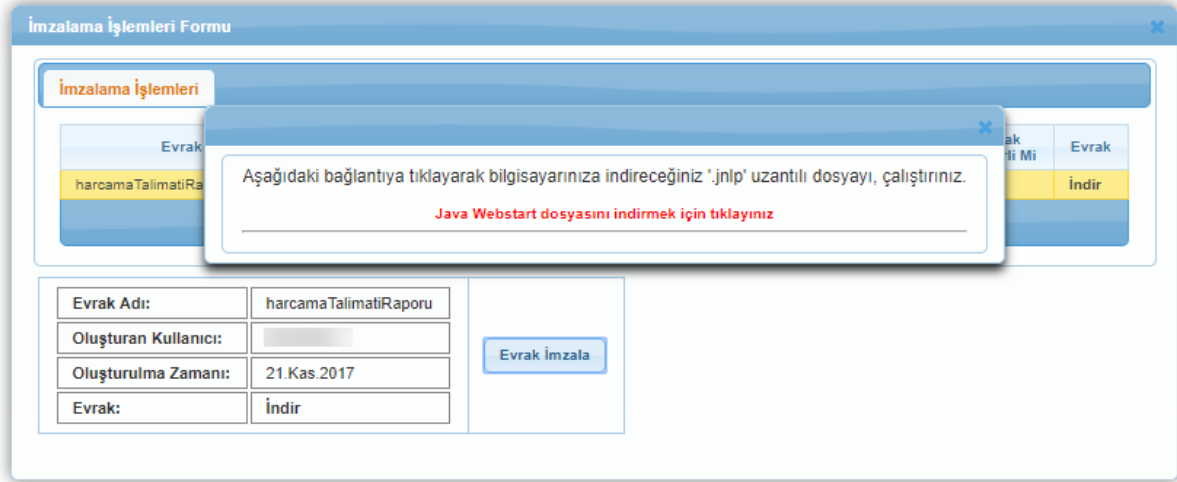 İmzalama İşlemleri Formu
İmzalama İşlemleri
Evrak
Evrak
harcamaTalimatiRa
İndir
Aşağıdaki bağlantıya tıklayarak bilgisayarınıza indireceğiniz '.jnlp' uzantılı dosyayı, çalıştırınız.
Java Webstart dosyasını indirmek için tıklayınız
Evrak Adı: harcamaTalimatiRaporu
Oluşturan Kullanıcı:
Oluşturulma Zamanı: 21.Kas.2017
Evrak: İndir
Evrak İmzala